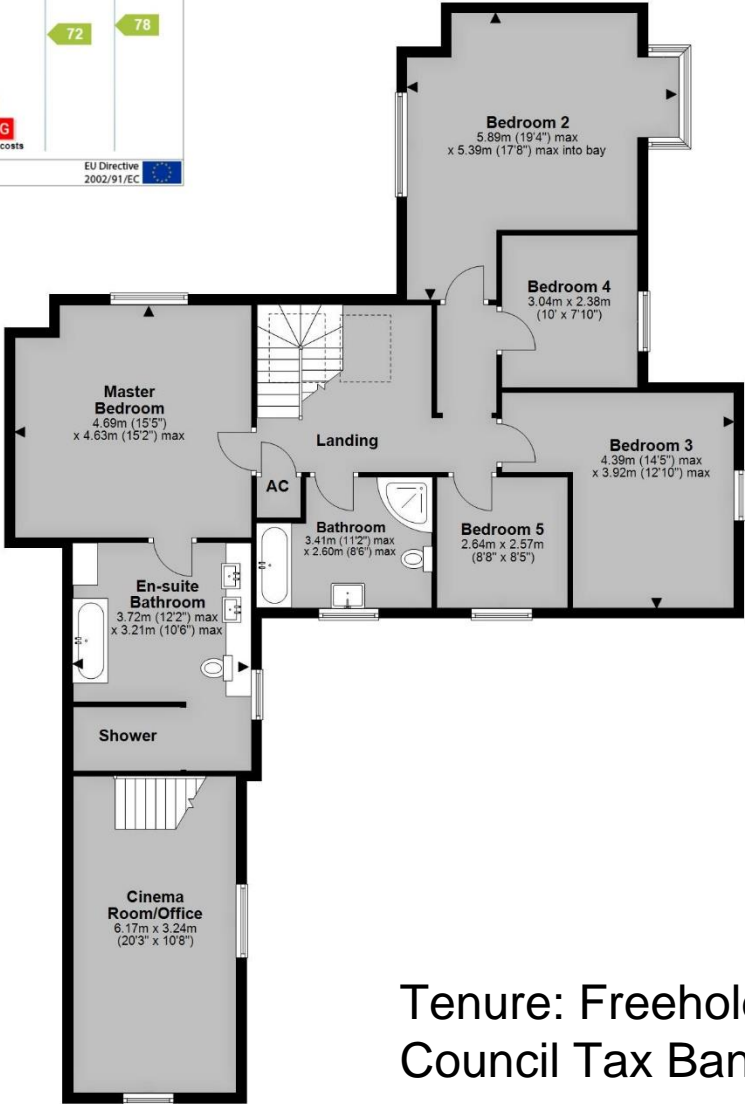 72
78
G
costs
EU Directive
2002/91/EC
Bedroom 2
5.89m (19'4") max
x 5.39m (17'8") max into bay
Bedroom 4
3.04m x 2.38m
(10' x 7'10")
Master
Bedroom
4.69m (15'5")
x 4.63m (15'2") max
Landing
Bedroom 3
4.39m (14'5") max
x 3.92m (12'10") max
AC
Bathroom
3.41m (11'2") max
x 2.60m (8'6") max
Bedroom 5
2.64m x 2.57m
(8'8" x 8'5")
En-suite
Bathroom
3.72m (12'2") max
x 3.21m (10'6") max
Shower
Cinema
Room/Office
6.17m x 3.24m
(20'3" x 10'8")
Tenure: Freehol
Council Tax Ban